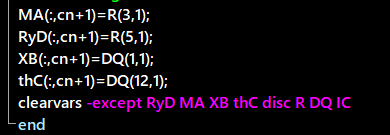 MA(:,cn+1)=R(3,1);
RyD(:,cn+1)=R(5,1);
XB(:,cn+1)=DQ(1,1);
thC(:,cn+1)=DQ(12,1);
clearvars -except RyD MA XB thC disc R DQ IC
end